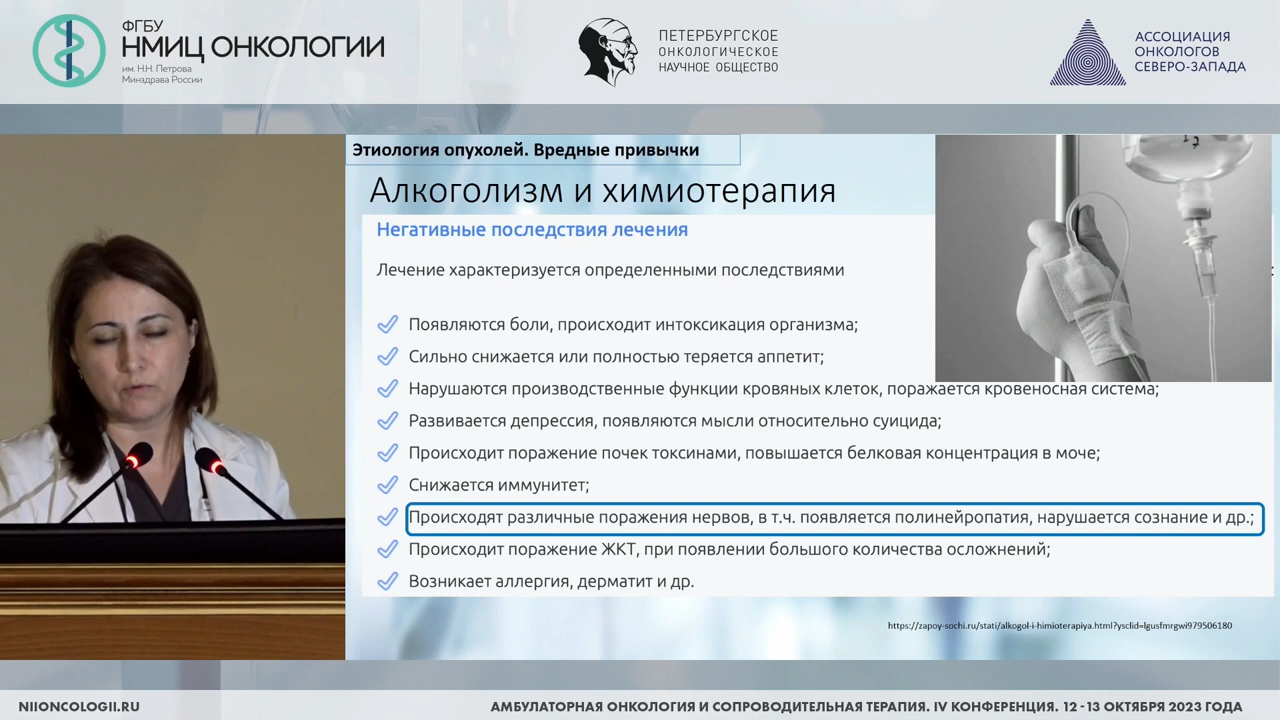 ФГБУ
НМИЦ ОНКОЛОГИИ
им. Н.Н. Петрова
Минздрава России
ПЕТЕРБУРГСКОЕ
ОНКОЛОГИЧЕСКОЕ
НАУЧНОЕ ОБЩЕСТВО
АССОЦИАЦИЯ
ОНКОЛОГОВ
СЕВЕРО-ЗАПАДА
Этиология опухолей. Вредные привычки
Алкоголизм и химиотерапия
Негативные последствия лечения
Лечение характеризуется определенными последствиями :
Появляются боли, происходит интоксикация организма;
Сильно снижается или полностью теряется аппетит;
Нарушаются производственные функции кровяных клеток, поражается кровеносная система;
Развивается депрессия, появляются мысли относительно суицида;
Происходит поражение почек токсинами, повышается белковая концентрация в моче;
Снижается иммунитет;
Происходят различные поражения нервов, в т.ч. появляется полинейропатия, нарушается сознание и др.;
Происходит поражение ЖКТ, при появлении большого количества осложнений;
Возникает аллергия, дерматит и др.
https://zapoy-sochi.ru/stati/alkogol-i-himioterapiya.html?ysclid=lgusfmrgwi979506180
NIIONCOLOGII.RU
АМБУЛАТОРНАЯ ОНКОЛОГИЯ И СОПРОВОДИТЕЛЬНАЯ ТЕРАПИЯ. IV КОНФЕРЕНЦИЯ. 12 - 13 ОКТЯБРЯ 2023 ГОДА